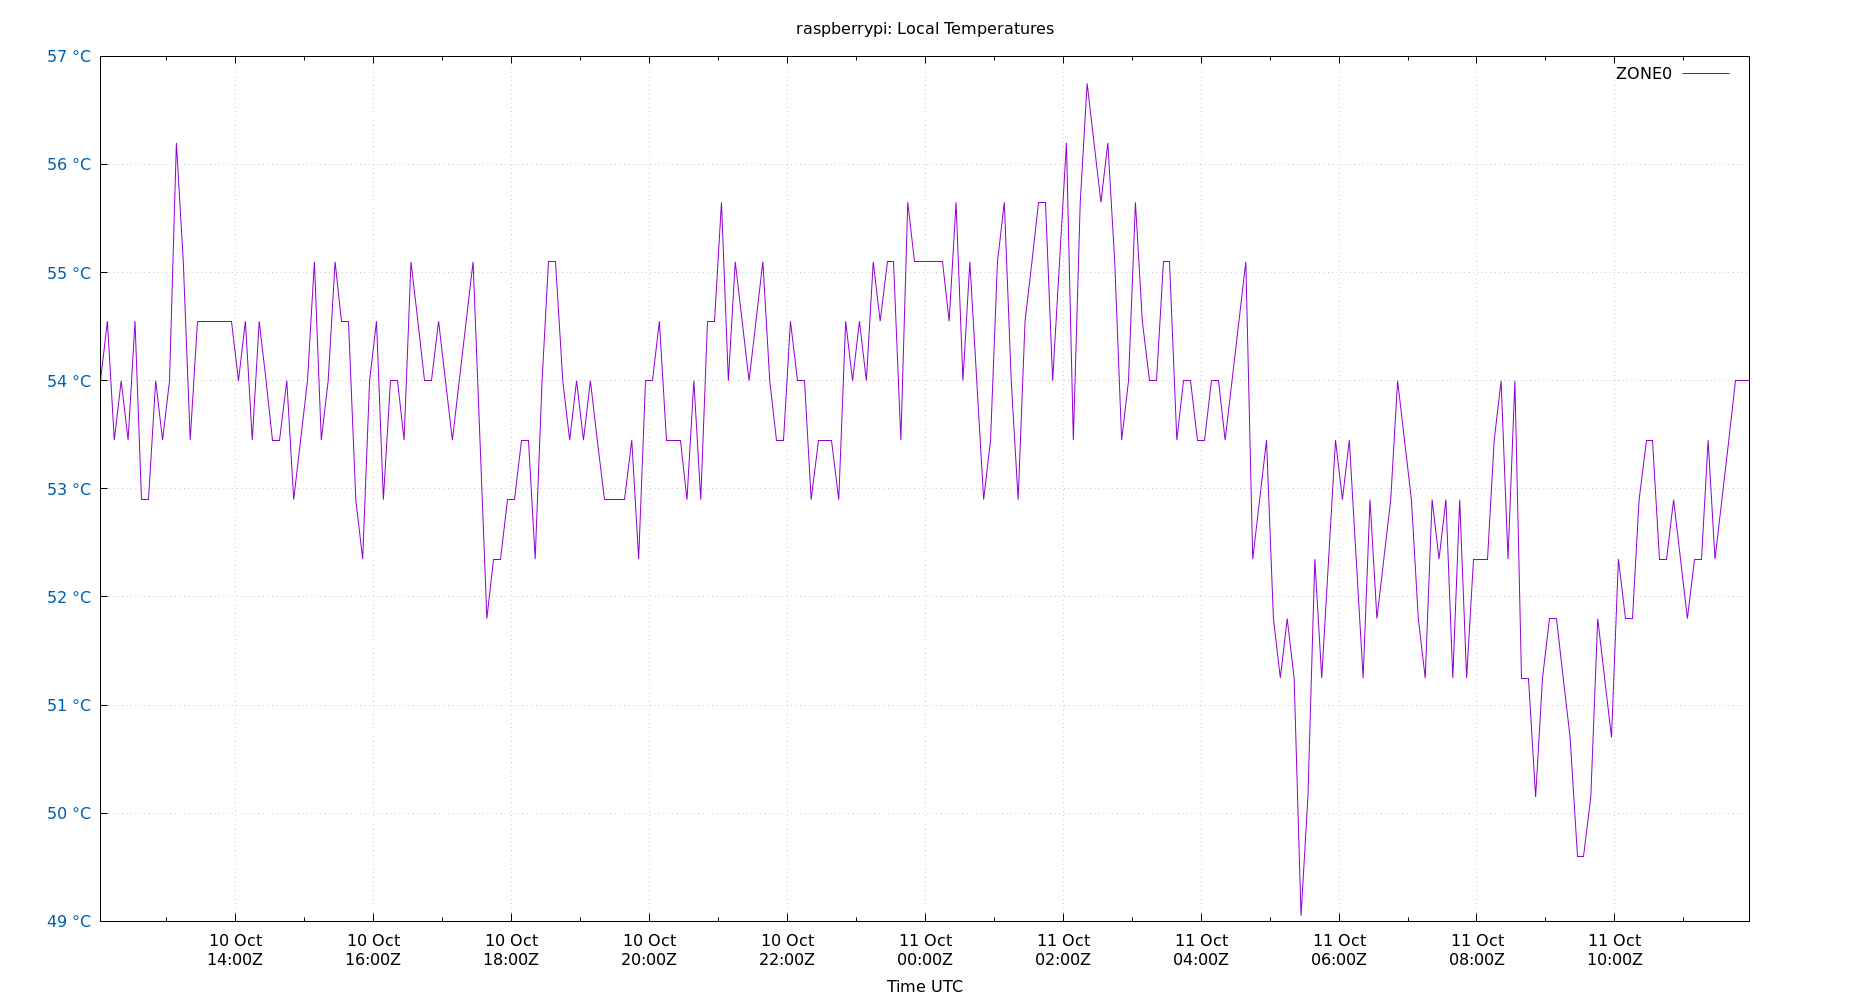 raspberrypi: Local Temperatures
57 °C
ZONE0
56 °C
55 °C
54 °C
53 °C
52 °C
51 °C
50 °C
49 °C
10 Oct 10 Oct 10 Oct 10 Oct 10 Oct 11 Oct 11 Oct 11 Oct 11 Oct 11 Oct 11 Oct
14:00Z 16:00Z 18:00Z 20:00Z 22:00Z 00:00Z 02:00Z 04:00Z 06:00Z 08:00Z 10:00Z
Time UTC